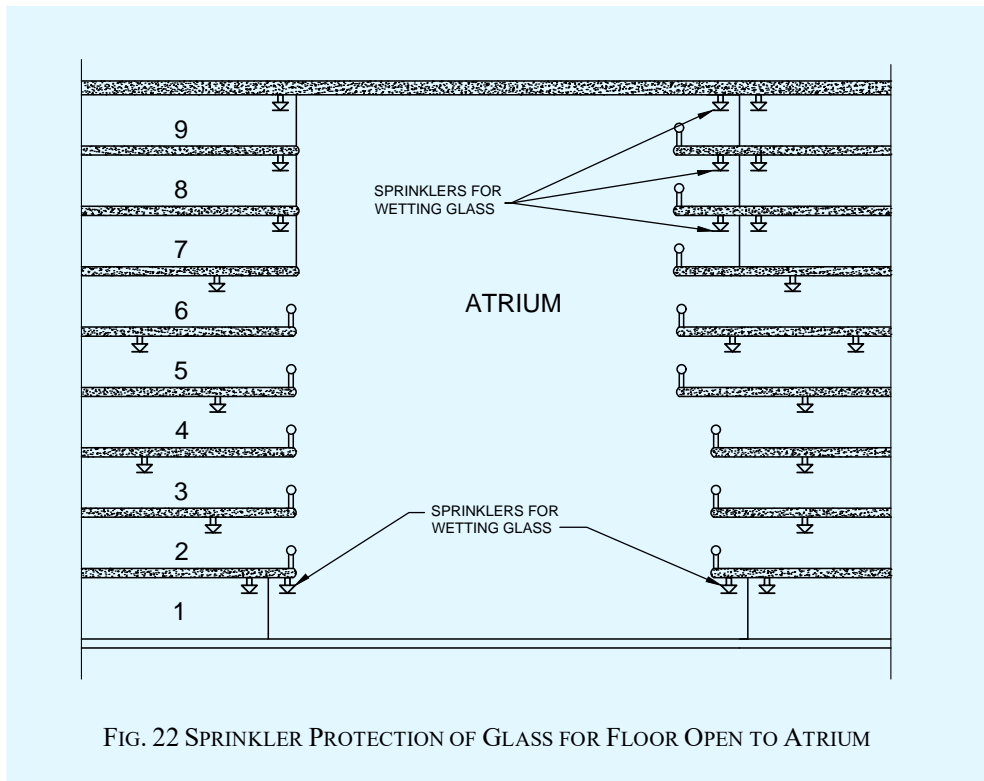 9
8
SPRINKLERS FOR
WETTING GLASS
7
ATRIUM
6
5
4
3
SPRINKLERS FOR
WETTING GLASS
2
1
FIG. 22 SPRINKLER PROTECTION OF GLASS FOR FLOOR OPEN TO ATRIUM